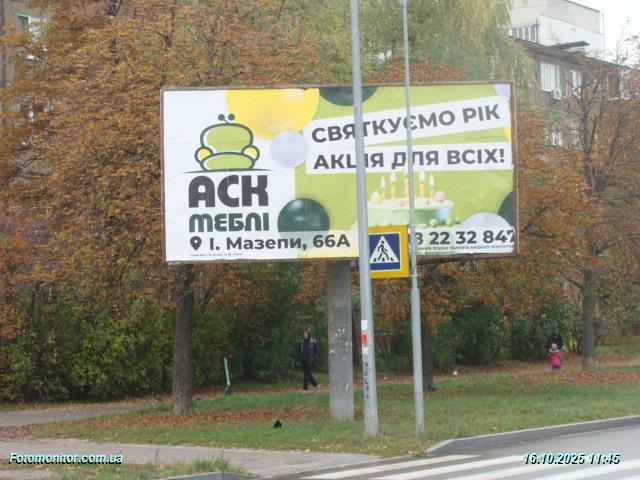 СВЯТКУЄМО РІК
АКЦІЯ ДЛЯ ВСІХ!
АСК
МЕБЛІ
І. Мазепи, 66А
8 22 32 847
Fotomonitor.com.ua
16.10.2025 11:45